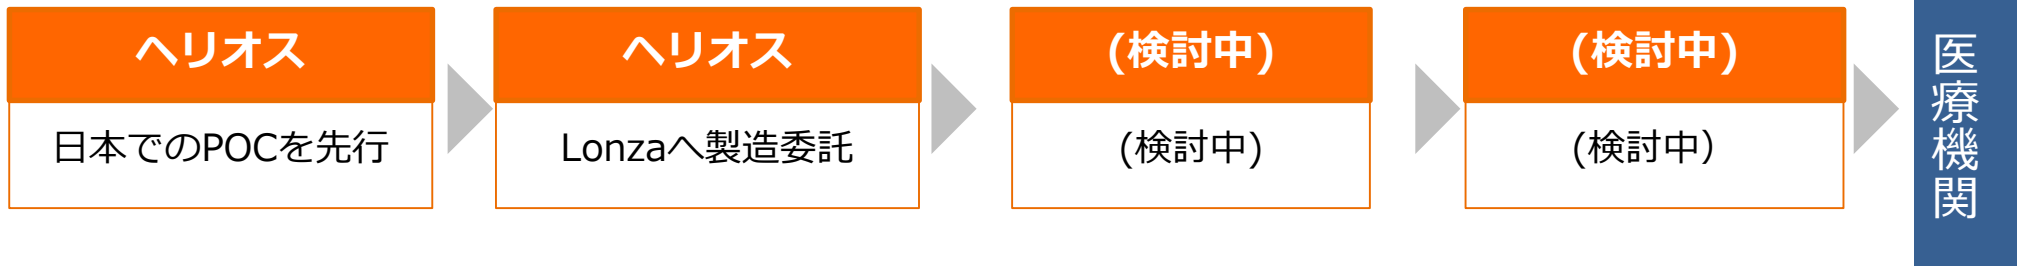 ヘリオス
日本でのPOCを先行
ヘリオス
Lonzaへ製造委託
(検討中)
(検討中)
(検討中)
(検討中）
医療機関